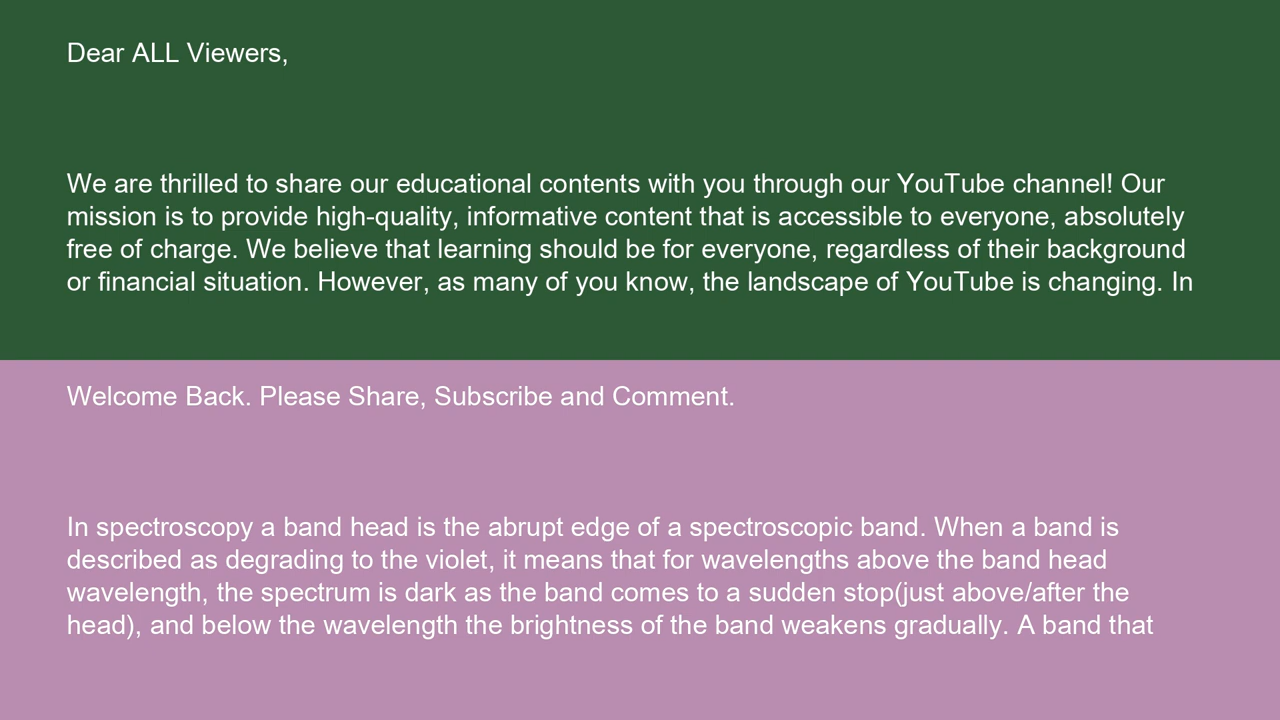 Dear ALL Viewers,
We are thrilled to share our educational contents with you through our YouTube channel! Our
mission is to provide high-quality, informative content that is accessible to everyone, absolutely
free of charge. We believe that learning should be for everyone, regardless of their background
or financial situation. However, as many of you know, the landscape of YouTube is changing. In
Welcome Back. Please Share, Subscribe and Comment.
In spectroscopy a band head is the abrupt edge of a spectroscopic band. When a band is
described as degrading to the violet, it means that for wavelengths above the band head
wavelength, the spectrum is dark as the band comes to a sudden stop(just above/after the
head), and below the wavelength the brightness of the band weakens gradually. A band that